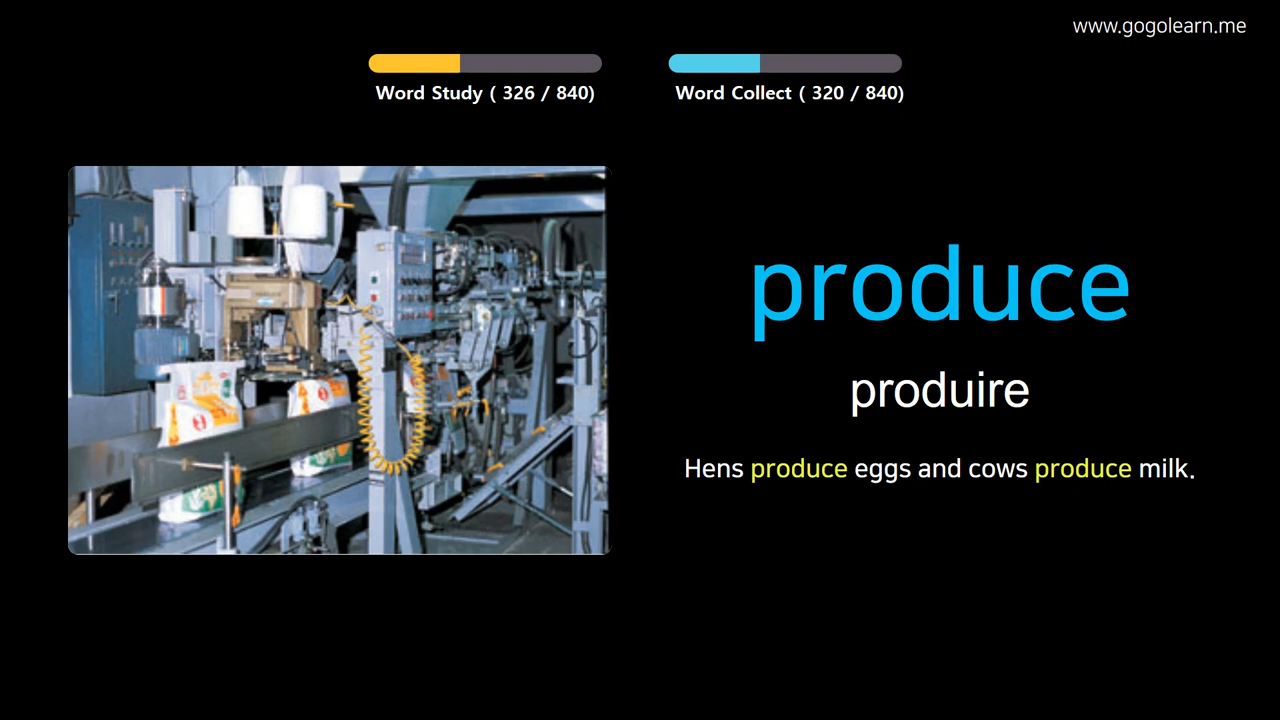 www.gogolearn.me
Word Study ( 326 / 840)
Word Collect ( 320 / 840)
produce
produire
Hens produce eggs and cows produce milk.